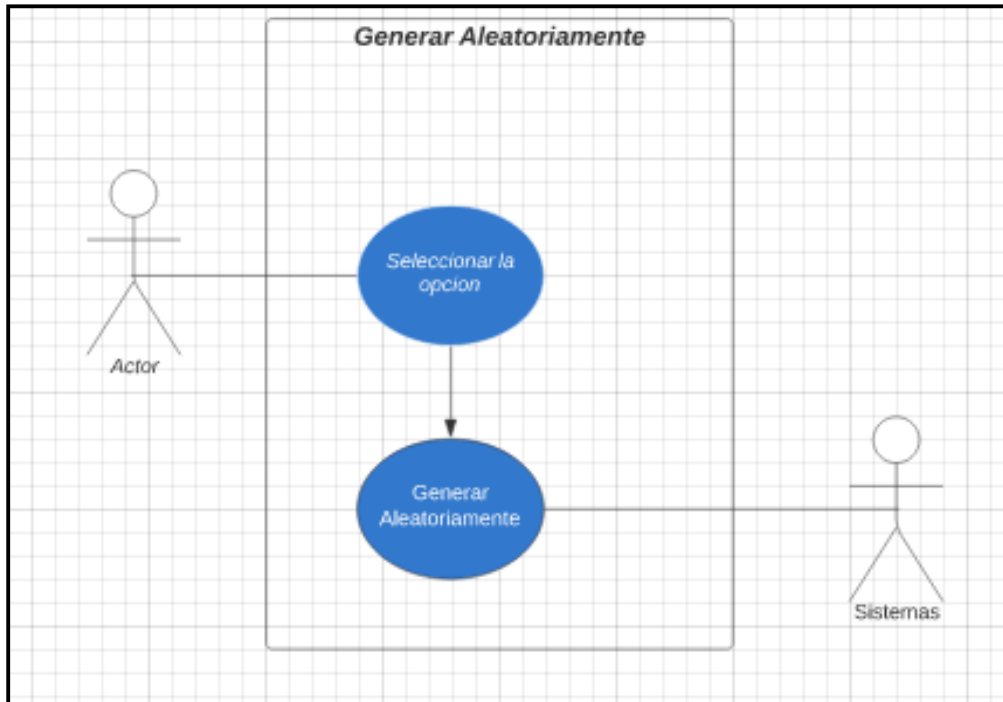 Generar Aleatoriamente
Seleccionar la
opcion
Actor
Generar
Aleatoriamente
Sistemas